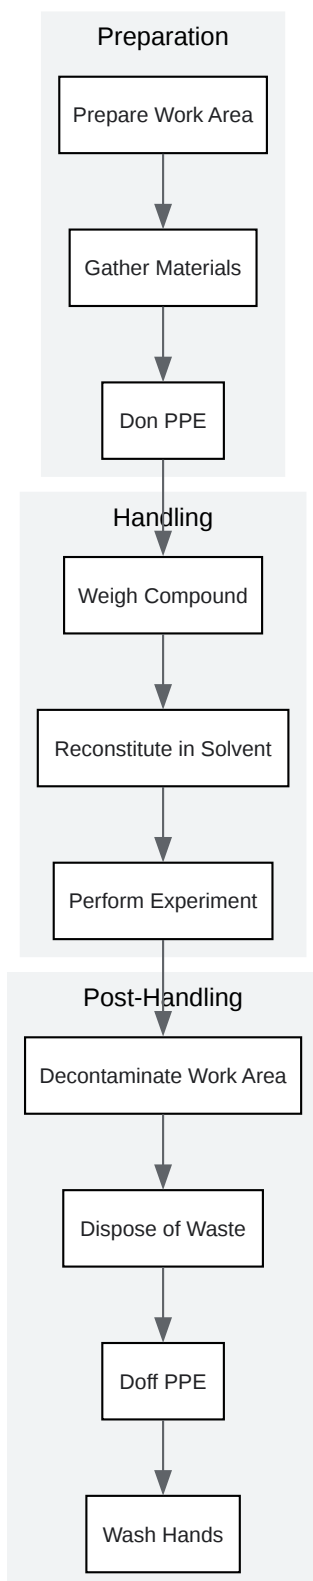 Preparation
Prepare Work Area
Gather Materials
Don PPE
Handling
Weigh Compound
Reconstitute in Solvent
Perform Experiment
Post-Handling
Decontaminate Work Area
Dispose of Waste
Doff PPE
Wash Hands